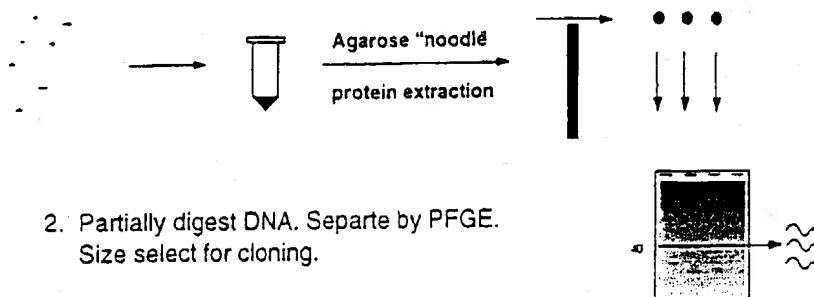 Agarose "noodle
protein extraction
2. Partially digest DNA. Separte by PFGE.
Size select for cloning.